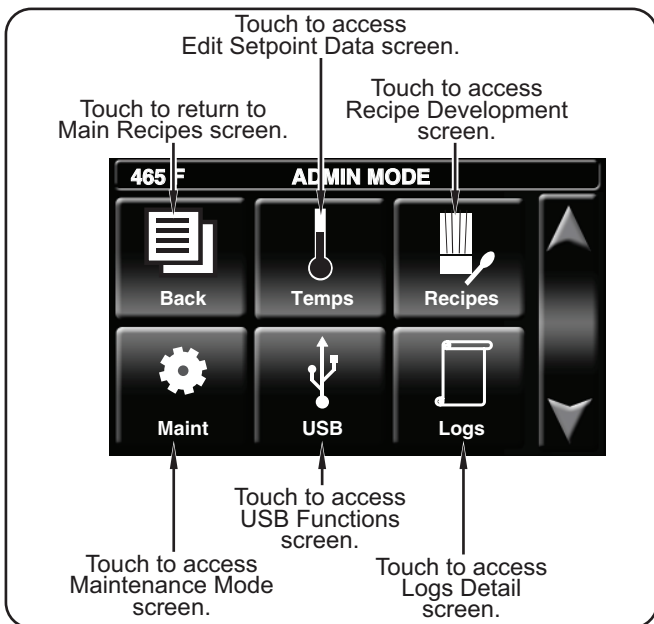 Touch to access
Edit Setpoint Data screen.
Touch to return to
Main Recipes screen.
Touch to access
Recipe Development
screen.
465 F ADMIN MODE
Back Temps Recipes
Maint USB Logs
Touch to access
USB Functions
screen.
Touch to access
Maintenance Mode
screen.
Touch to access
Logs Detail
screen.